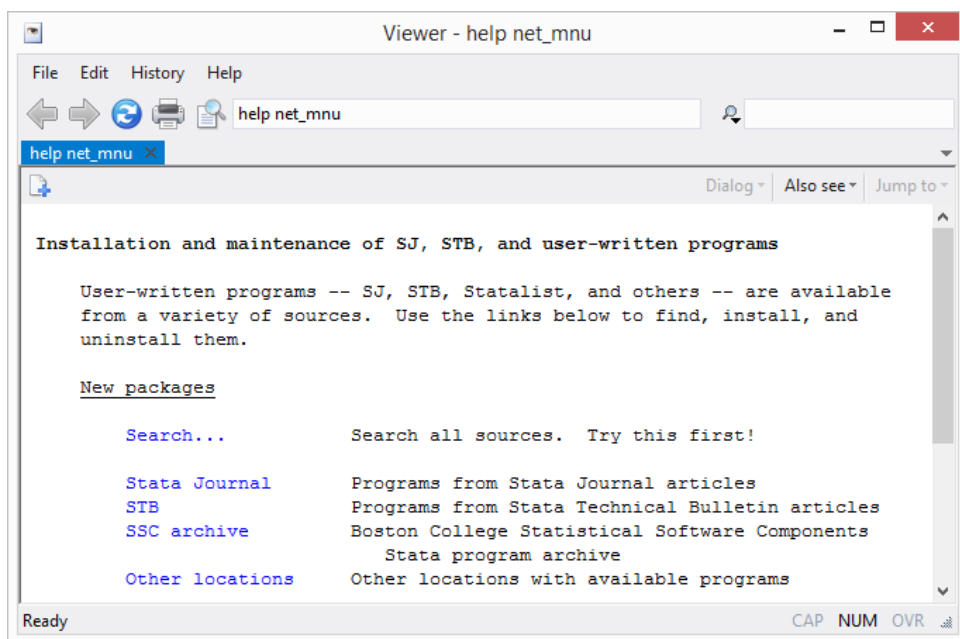 Viewer - help net_mnu
File Edit History Help
help net_mnu
help net_mnu
Dialog Also see Jump to
Installation and maintenance of SJ, STB, and user-written programs
User-written programs -- SJ, STB, Statalist, and others -- are available
from a variety of sources. Use the links below to find, install, and
uninstall them.
New packages
Search... Search all sources. Try this first!
Stata Journal Programs from Stata Journal articles
STB Programs from Stata Technical Bulletin articles
SSC archive Boston College Statistical Software Components
Stata program archive
Other locations Other locations with available programs
Ready CAP NUM OVR